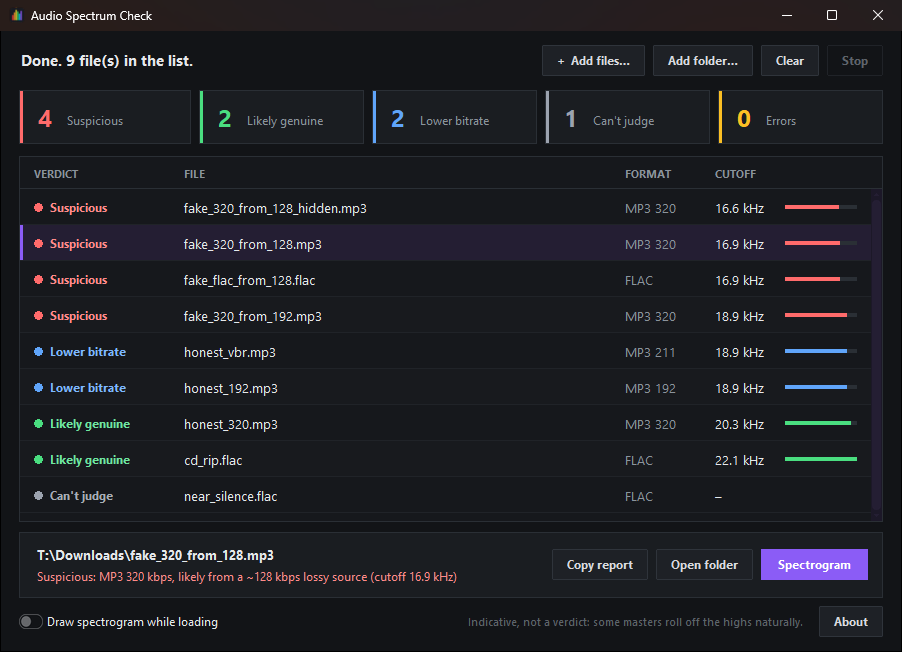 Audio Spectrum Check
Done. 9 file(s) in the list.
+ Add files...
Add folder...
Clear
Stop
4 Suspicious
2 Likely genuine
2 Lower bitrate
1 Can't judge
0 Errors
VERDICT FILE FORMAT CUTOFF
Suspicious fake_320_from_128_hidden.mp3 MP3 320 16.6 kHz
Suspicious fake_320_from_128.mp3 MP3 320 16.9 kHz
Suspicious fake_flac_from_128.flac FLAC 16.9 kHz
Suspicious fake_320_from_192.mp3 MP3 320 18.9 kHz
Lower bitrate honest_vbr.mp3 MP3 211 18.9 kHz
Lower bitrate honest_192.mp3 MP3 192 18.9 kHz
Likely genuine honest_320.mp3 MP3 320 20.3 kHz
Likely genuine cd_rip.flac FLAC 22.1 kHz
Can't judge near_silence.flac FLAC –
T:\Downloads\fake_320_from_128.mp3
Suspicious: MP3 320 kbps, likely from a ~128 kbps lossy source (cutoff 16.9 kHz)
Copy report
Open folder
Spectrogram
Draw spectrogram while loading
Indicative, not a verdict: some masters roll off the highs naturally.
About